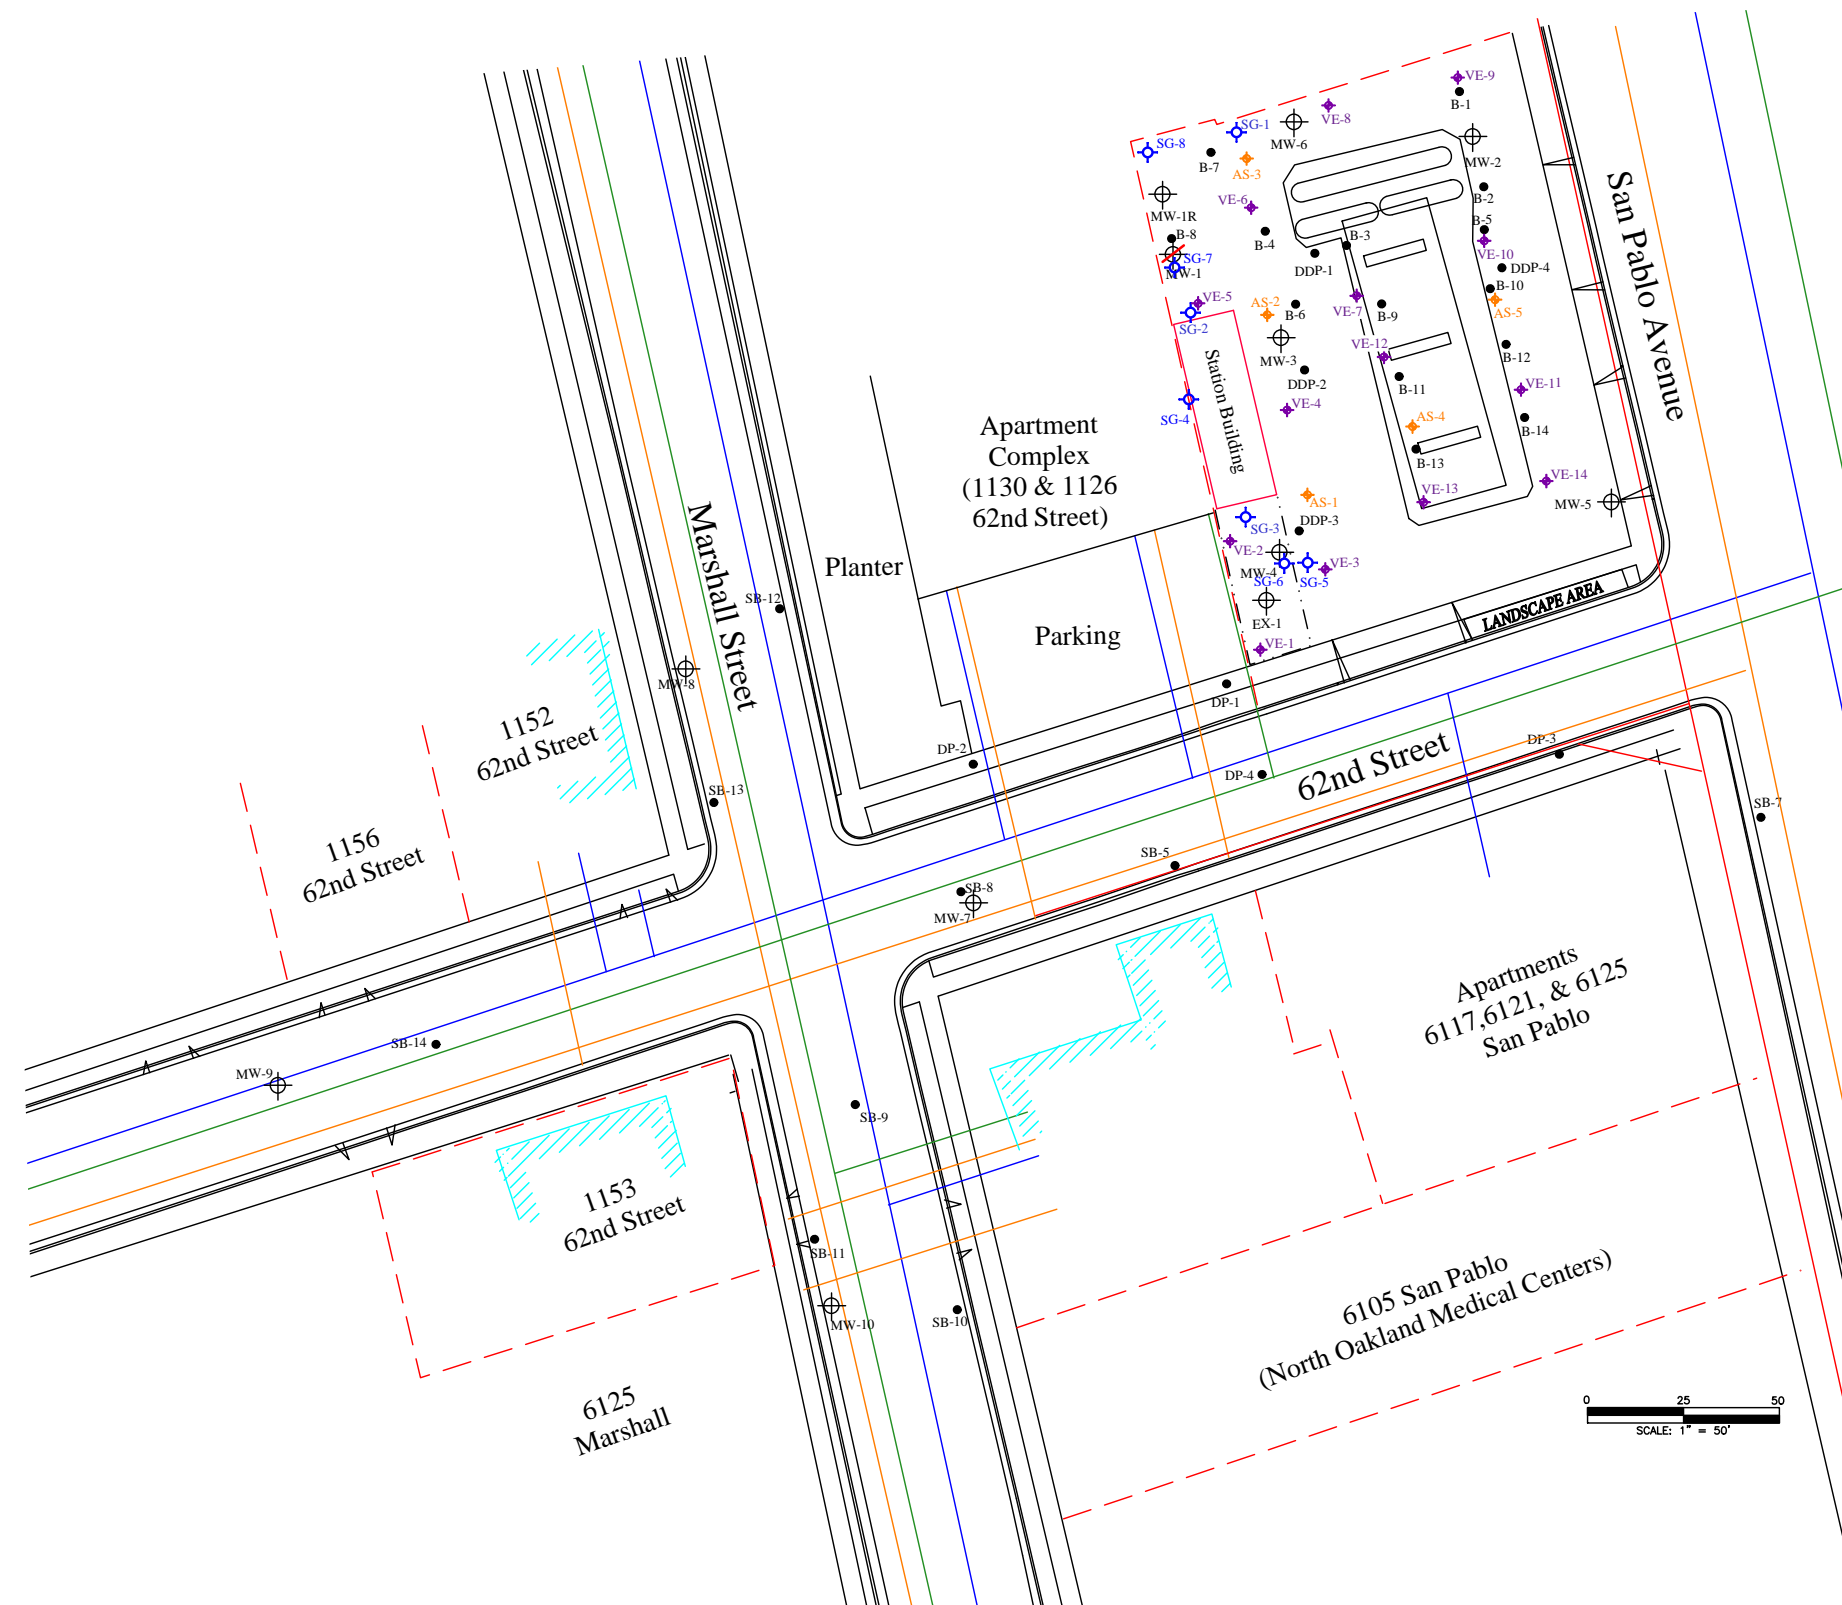 VE-9
B-1
VE-8
SG-1
MW-6
SG-8
B-7
AS-3
MW-2
MW-1R
VE-6
B-2
B-8
B-4
B-3
B-5
SG-7
MW-1
DDP-1
VE-10
DDP-4
B-10
VE-5
AS-2
B-6
VE-7
B-9
AS-5
SG-2
MW-3
VE-12
B-12
DDP-2
B-11
VE-11
SG-4
VE-4
AS-4
B-14
Station Building
B-13
VE-14
VE-13
MW-5
AS-1
SG-3
DDP-3
VE-2
MW-4
SG-6
SG-5
VE-3
EX-1
VE-1
San Pablo Avenue
LANDSCAPE AREA
Apartment
Complex
(1130 & 1126
62nd Street)
Planter
Parking
Marshall Street
SB-12
MW-8
1152
62nd Street
SB-13
1156
62nd Street
DP-1
DP-2
DP-4
DP-3
62nd Street
SB-7
SB-5
SB-8
MW-7
SB-14
MW-9
SB-9
Apartments
6117,6121, & 6125
San Pablo
1153
62nd Street
SB-11
MW-10
SB-10
6105 San Pablo
(North Oakland Medical Centers)
6125
Marshall
0 25 50
SCALE: 1" = 50'